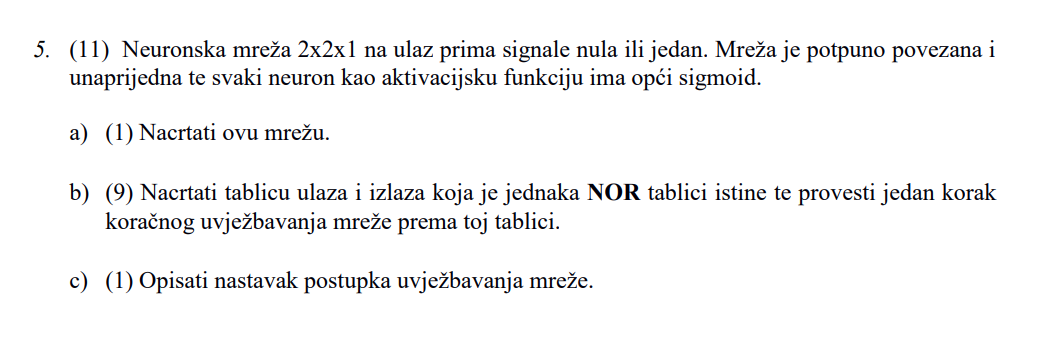 5. (11) Neuronska mreža 2x2x1 na ulaz prima signale nula ili jedan. Mreža je potpuno povezana i
unaprijedna te svaki neuron kao aktivacijsku funkciju ima opći sigmoid.
a) (1) Nacrtati ovu mrežu.
b) (9) Nacrtati tablicu ulaza i izlaza koja je jednaka NOR tablici istine te provesti jedan korak
koračnog uvježbavanja mreže prema toj tablici.
c) (1) Opisati nastavak postupka uvježbavanja mreže.